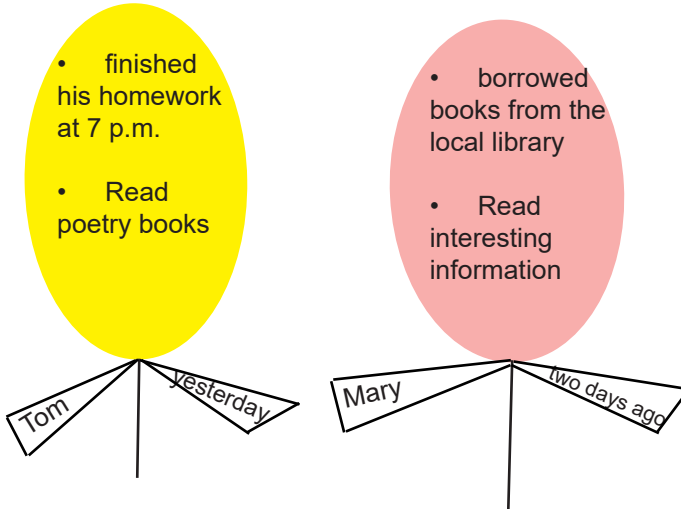 • finished
his homework
at 7 p.m.
• Read
poetry books
Tom
yesterday
• borrowed
books from the
local library
• Read
interesting
information
Mary
two days ago